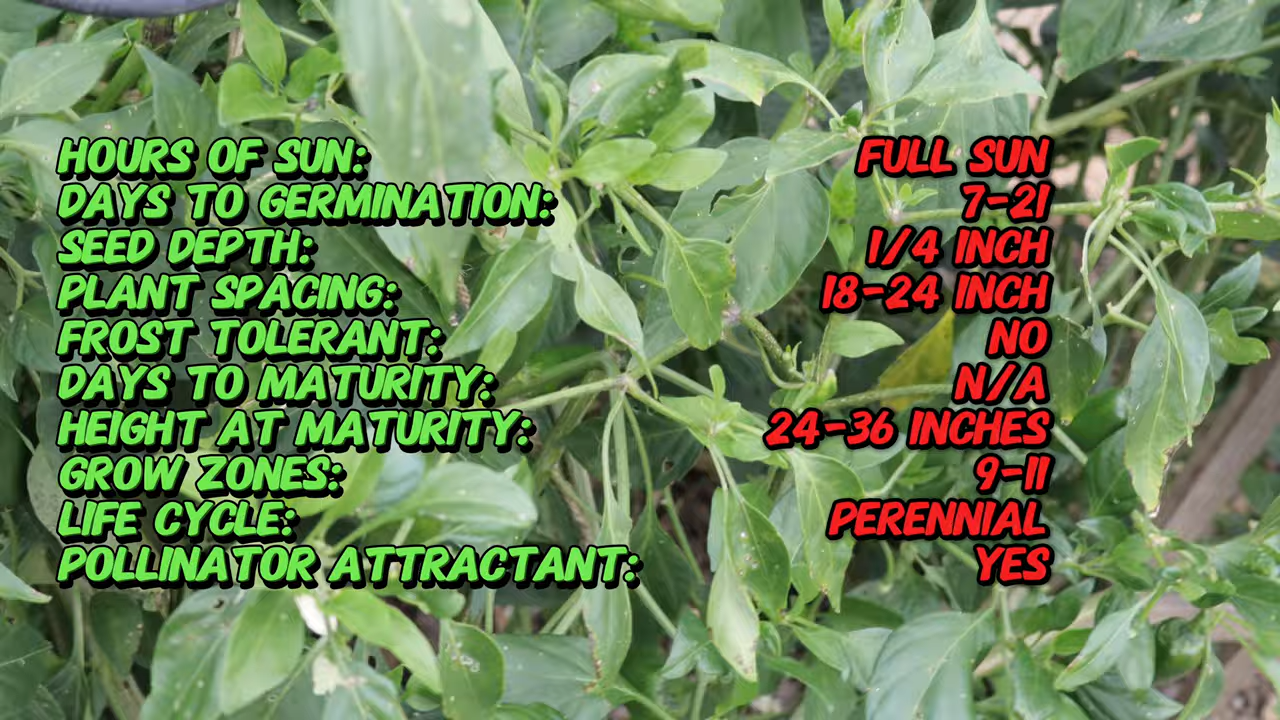 HOURS OF SUN: FULL SUN
DAYS TO GERMINATION: 7-21
SEED DEPTH: 1/4 INCH
PLANT SPACING: 18-24 INCH
FROST TOLERANT: NO
DAYS TO MATURITY: N/A
HEIGHT AT MATURITY: 24-36 INCHES
GROW ZONES: 9-11
LIFE CYCLE: PERENNIAL
POLLINATOR ATTRACTANT: YES